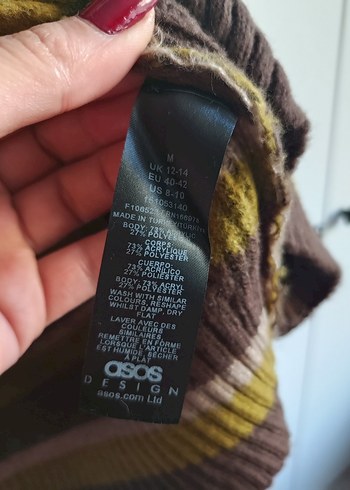 M
UK 12-14
EU 40-42
US 8-10
MADE IN
BODY: 73%
27%
CORPS:
73% ACRYLIQUE
27% POLYESTER
CUERPO:
73% ACRÍLICO
27% POLIÉSTER
BODY: 73% ACRYL
27% POLYESTER
WASH WITH SIMILAR
COLOURS, RESHAPE
WHILST DAMP, DRY
FLAT
LAVER AVEC DES
COULEURS
SIMILAIRES,
REMETTRE EN FORME
LORSQUE L'ARTICLE
EST HUMIDE, SÉCHER
À PLAT
asos
DESIGN
asos.com Ltd